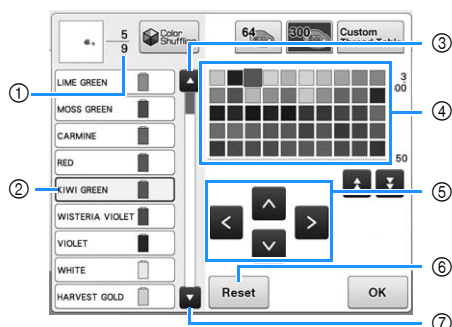 5
9
Color
Shuffling
64
300
Custom
Thread Table
LIME GREEN
MOSS GREEN
CARMINE
RED
KIWI GREEN
WISTERIA VIOLET
VIOLET
WHITE
HARVEST GOLD
3
00
50
Reset
OK
①
②
③
④
⑤
⑥
⑦